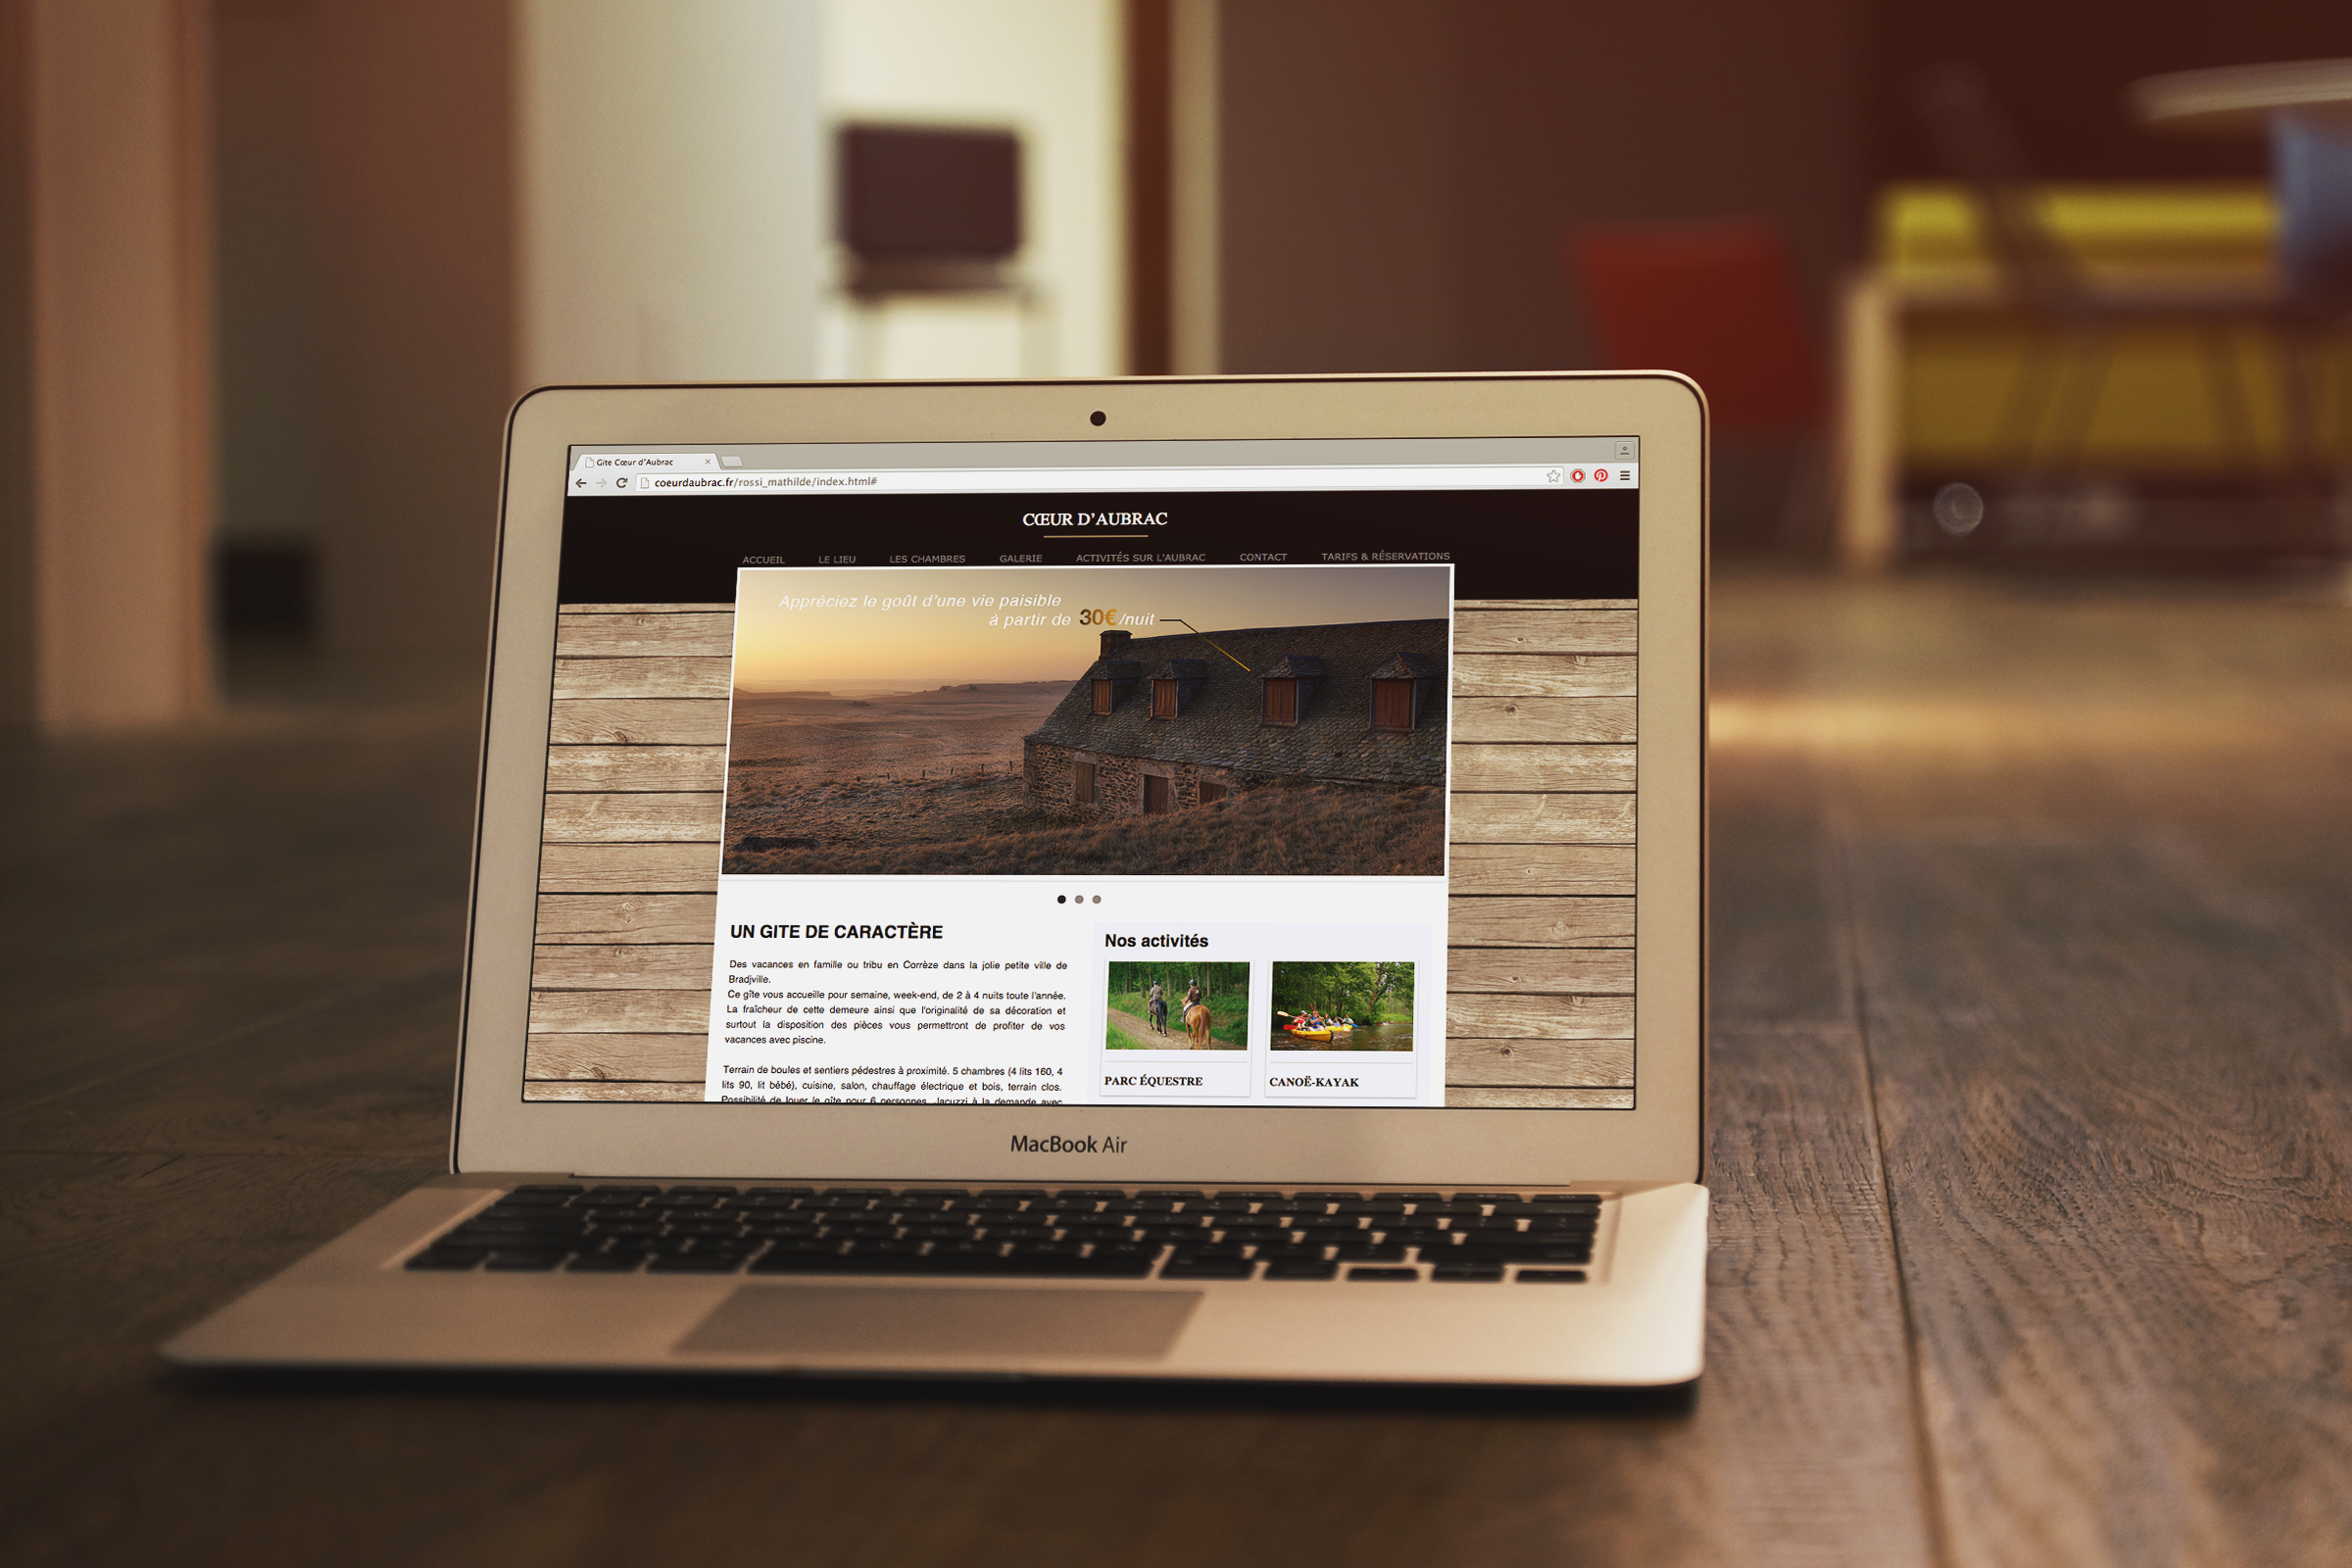 Gite Cœur d'Aubrac
coeurdaubrac.fr/rossi_mathilde/index.html#
CŒUR D'AUBRAC
ACCUEIL LE LIEU LES CHAMBRES GALERIE ACTIVITÉS SUR L'AUBRAC CONTACT TARIFS & RÉSERVATIONS
Appréciez le goût d'une vie paisible
à partir de 30€/nuit
UN GITE DE CARACTÈRE
Des vacances en famille ou tribu en Corrèze dans la jolie petite ville de
Bradjville.
Ce gîte vous accueille pour semaine, week-end, de 2 à 4 nuits toute l'année.
La fraîcheur de cette demeure ainsi que l'originalité de sa décoration et
surtout la disposition des pièces vous permettront de profiter de vos
vacances avec piscine.
Terrain de boules et sentiers pédestres à proximité. 5 chambres (4 lits 160, 4
lits 90, lit bébé), cuisine, salon, chauffage électrique et bois, terrain clos.
Possibilité de louer le gîte pour 6 personnes. Jacuzzi à la demande avec
Nos activités
PARC ÉQUESTRE
CANOË-KAYAK
MacBook Air